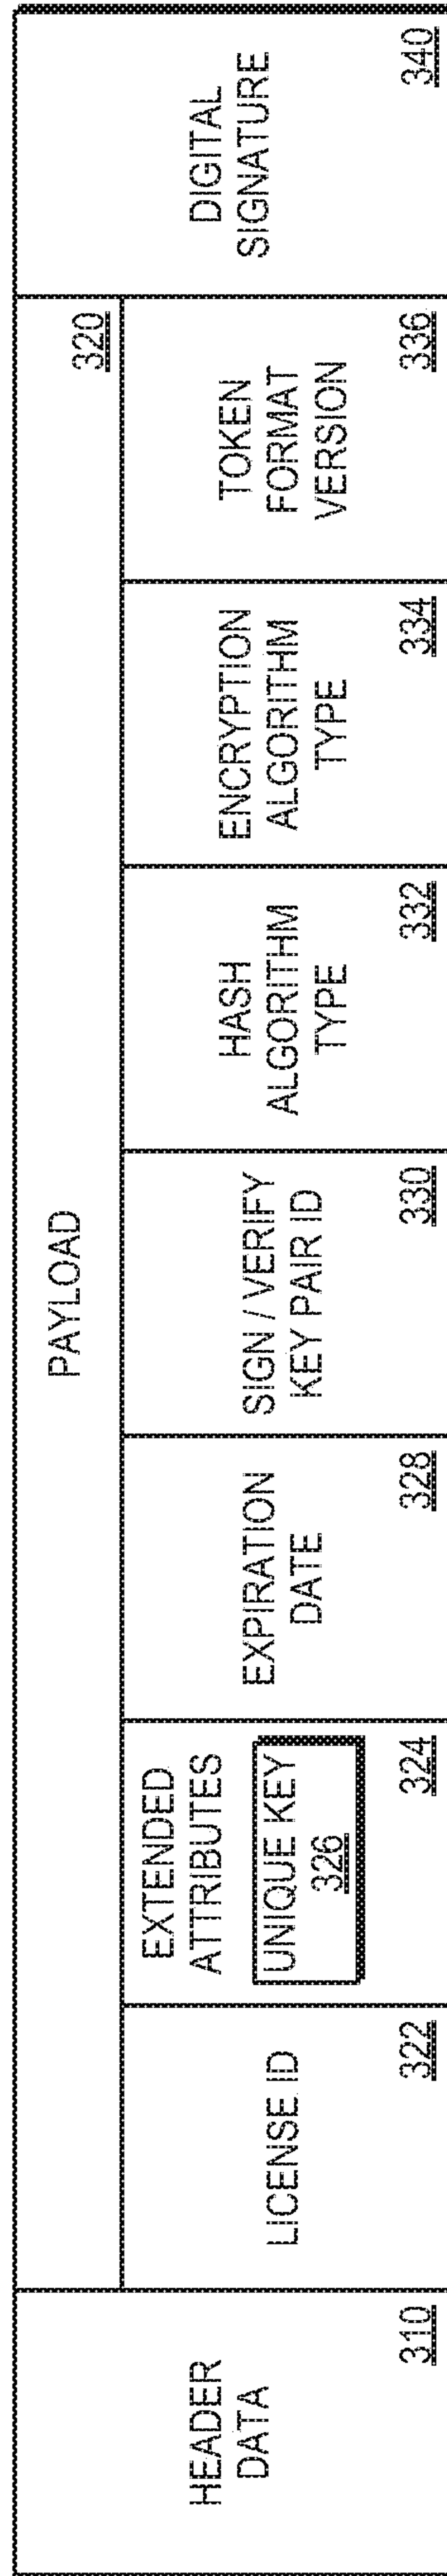 HEADER
DATA
310
PAYLOAD
320
LICENSE ID
322
EXTENDED
ATTRIBUTES
UNIQUE KEY
326
324
EXPIRATION
DATE
328
SIGN / VERIFY
KEY PAIR ID
330
HASH
ALGORITHM
TYPE
332
ENCRYPTION
ALGORITHM
TYPE
334
TOKEN
FORMAT
VERSION
336
DIGITAL
SIGNATURE
340